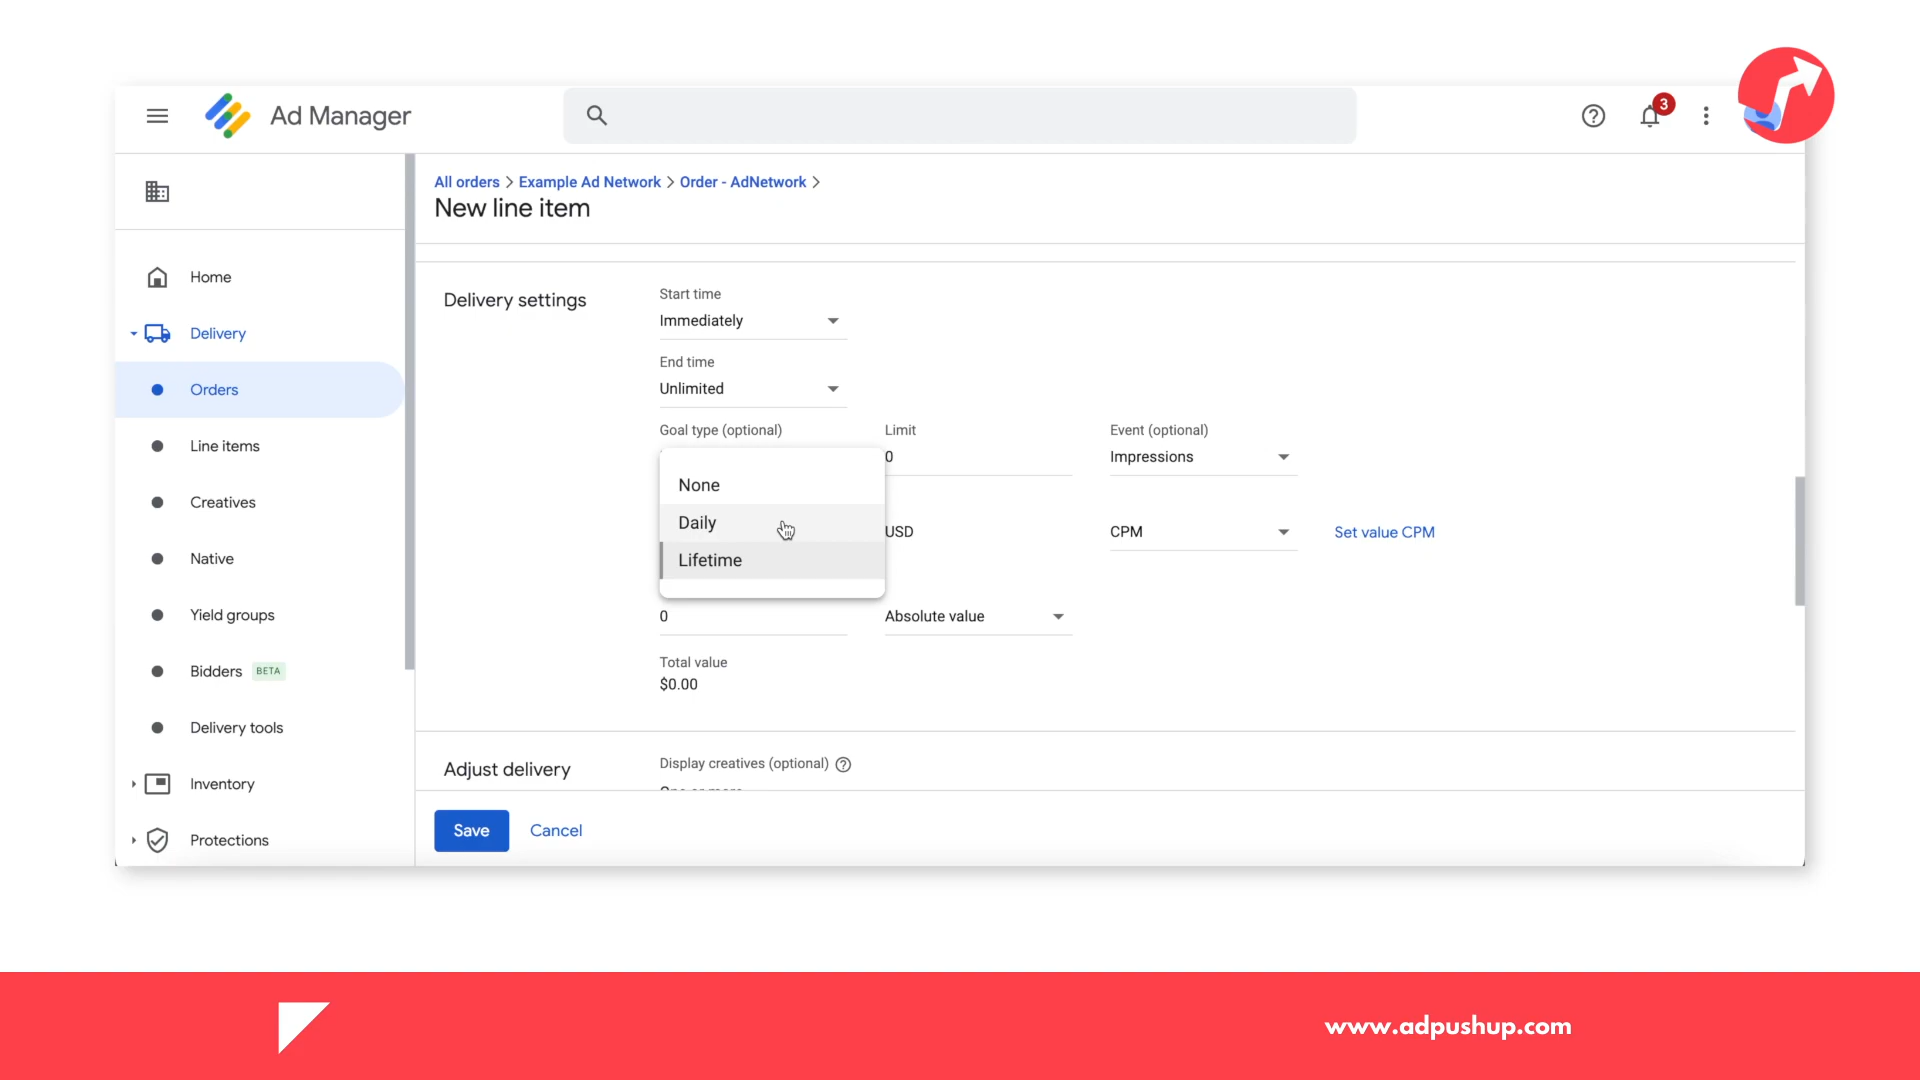 Ad Manager
3
All orders > Example Ad Network > Order - AdNetwork >
New line item
Home
Delivery
Orders
Line items
Creatives
Native
Yield groups
Bidders BETA
Delivery tools
Inventory
Protections
Delivery settings
Start time
Immediately
End time
Unlimited
Goal type (optional)
Limit
Event (optional)
0
Impressions
None
Daily
Lifetime
USD
CPM
Set value CPM
0
Absolute value
Total value
$0.00
Adjust delivery
Display creatives (optional)
One or more
Save
Cancel
www.adpushup.com